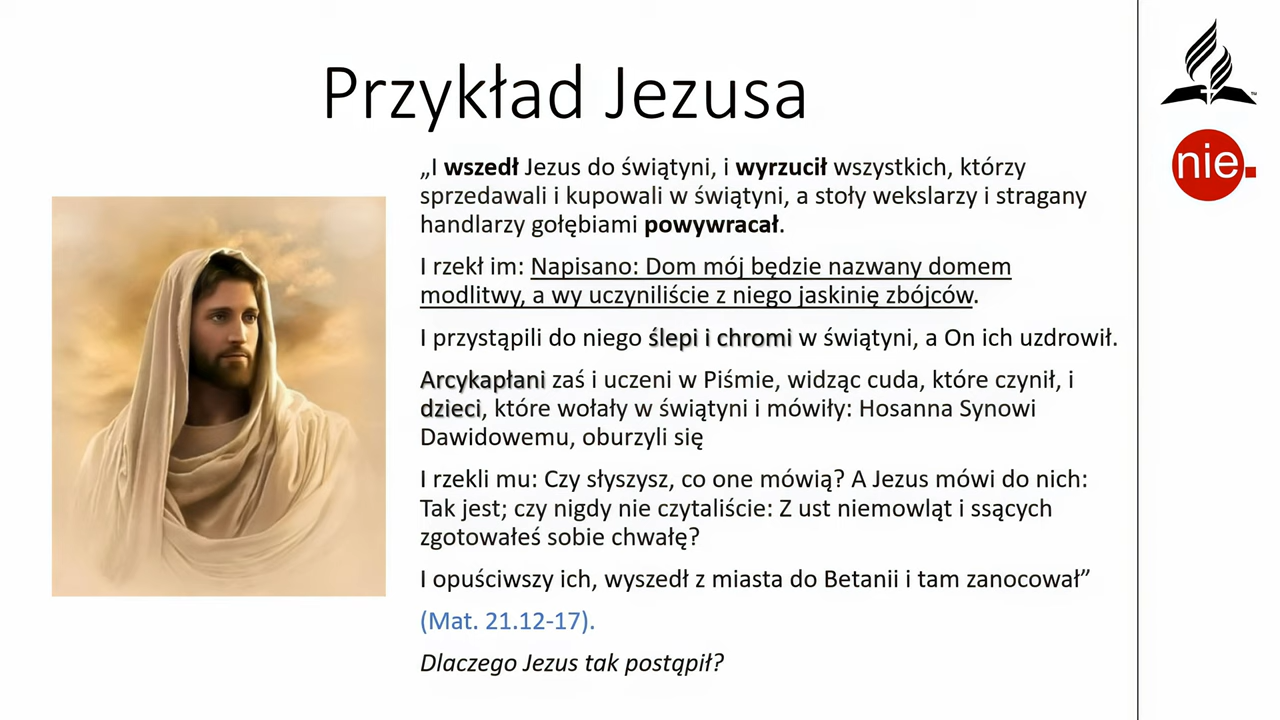 Przykład Jezusa
„I wszedł Jezus do świątyni, i wyrzucił wszystkich, którzy
sprzedawali i kupowali w świątyni, a stoły wekslarzy i stragany
handlarzy gołębiami powywracał.
I rzekł im: Napisano: Dom mój będzie nazwany domem
modlitwy, a wy uczyniliście z niego jaskinię zbójców.
I przystąpili do niego ślepi i chromi w świątyni, a On ich uzdrowił.
Arcykapłani zaś i uczeni w Piśmie, widząc cuda, które czynił, i
dzieci, które wołały w świątyni i mówiły: Hosanna Synowi
Dawidowemu, oburzyli się
I rzekli mu: Czy słyszysz, co one mówią? A Jezus mówi do nich:
Tak jest; czy nigdy nie czytaliście: Z ust niemowląt i ssących
zgotowałeś sobie chwałę?
I opuściwszy ich, wyszedł z miasta do Betanii i tam zanocował”
(Mat. 21.12-17).
Dlaczego Jezus tak postąpił?
TM
nie.